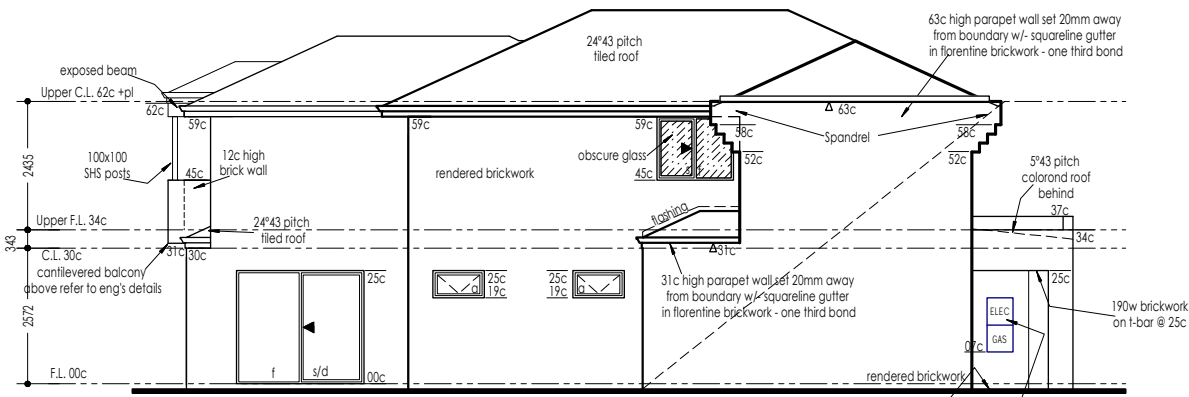 63c high parapet wall set 20mm away
from boundary w/- squareline gutter
in florentine brickwork - one third bond
24°43 pitch
tiled roof
exposed beam
Upper C.L. 62c +pl
62c
59c
59c
59c
63c
58c
Spandrel
58c
52c
52c
obscure glass
45c
100x100
SHS posts
12c high
brick wall
45c
rendered brickwork
2435
5°43 pitch
colorond roof
behind
37c
34c
flashing
Upper F.L. 34c
24°43 pitch
tiled roof
343
31c
30c
31c
C.L. 30c
cantilevered balcony
above refer to eng's details
25c
25c
19c
a
25c
19c
a
31c high parapet wall set 20mm away
from boundary w/- squareline gutter
in florentine brickwork - one third bond
25c
190w brickwork
on t-bar @ 25c
ELEC
GAS
07c
2572
F.L. 00c
f
s/d
00c
rendered brickwork